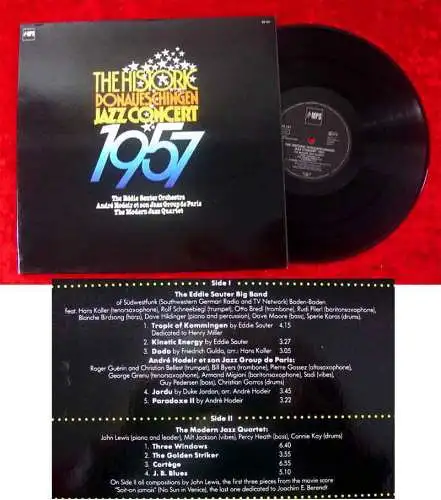 MPS
THE HISTORIC
DONAUESCHINGEN
JAZZ CONCERT
1957
The Eddie Sauter Orchestra
André Hodeir et son Jazz Group de Paris
The Modern Jazz Quartet
MPS
Side I
The Eddie Sauter Big Band
of Südwestfunk (Southwestern German Radio and TV Network) Baden-Baden
feat. Hans Koller (tenorsaxophone), Rolf Schneebiegl (trumpet), Otto Bredl (trombone), Rudi Flierl (baritonsaxophone),
Blanche Birdsong (harp), Dave Hildinger (piano and percussion), Dave Moore (bass), Sperie Karas (drums).
1. Tropic of Kommingen by Eddie Sauter 4.15
Dedicated to Henry Miller
2. Kinetic Energy by Eddie Sauter 3.27
3. Dodo by Friedrich Gulda, arr.: Hans Koller 3.05
André Hodeir et son Jazz Group de Paris:
Roger Guérin and Christian Bellest (trumpet), Bill Byers (trombone), Pierre Gossez (altosaxophone),
George Grenu (tenorsaxophone), Armand Migiani (baritonsaxophone), Sadi (vibes),
Guy Pedersen (bass), Christian Garros (drums)
4. Jordu by Duke Jordan, arr.: André Hodeir 3.45
5. Paradoxe II by André Hodeir 3.22
Side II
The Modern Jazz Quartet:
John Lewis (piano and leader), Milt Jackson (vibes), Percy Heath (bass), Connie Kay (drums)
1. Three Windows 6.40
2. The Golden Striker 3.55
3. Cortège 6.55
4. J. B. Blues 5.10
On Side II all compositions by John Lewis, the first three pieces from the movie score
"Sait-on jamais" (No Sun in Venice), the last one dedicated to Joachim E. Berendt